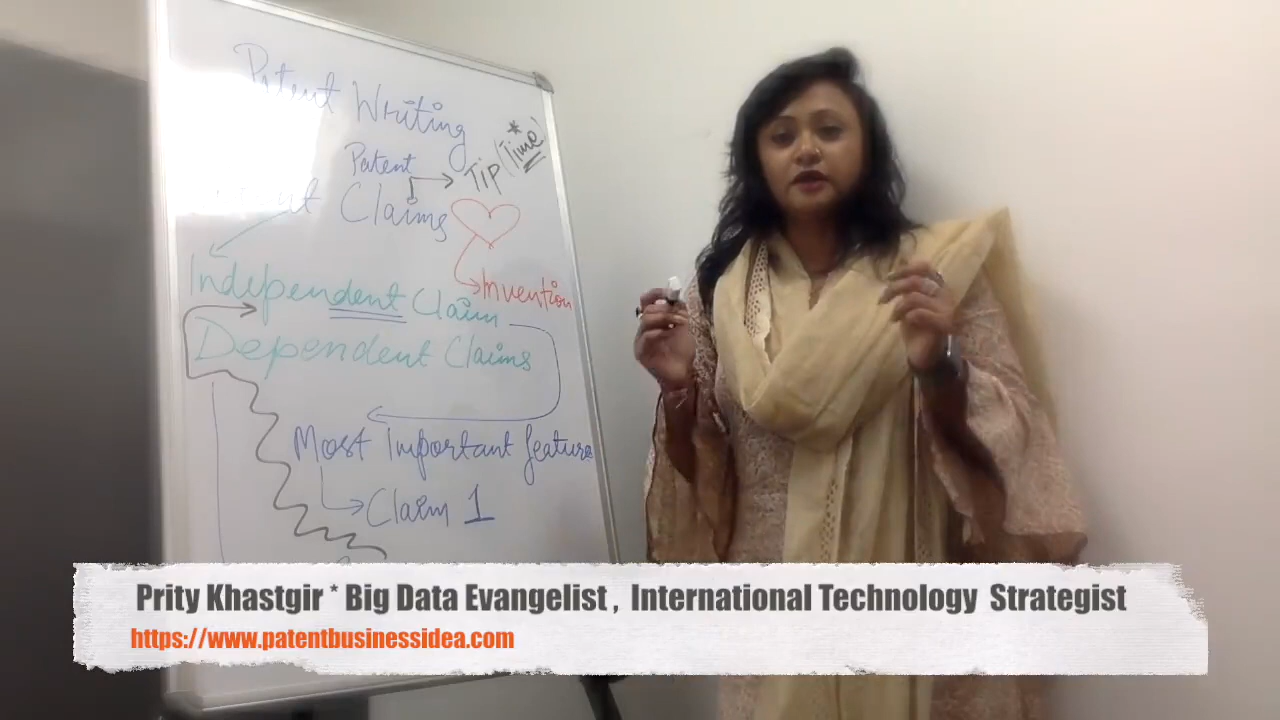 Patent Writing
Patent
Tip / Time *
Claims
Invention
Independent Claim
Dependent Claims
Most Important feature
Claim 1
Prity Khastgir * Big Data Evangelist , International Technology Strategist
https://www.patentbusinessidea.com